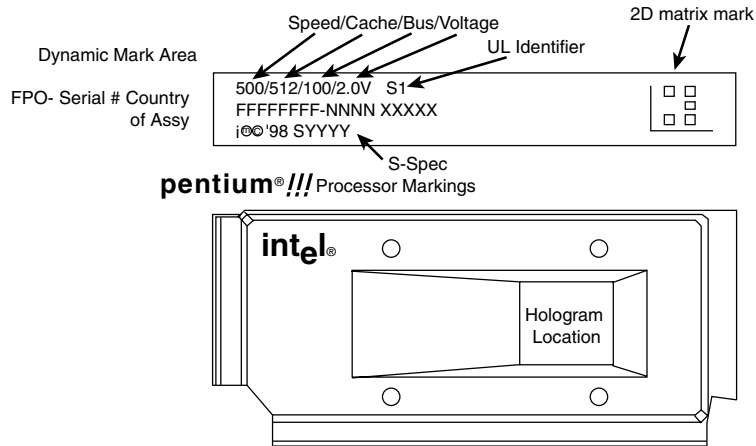 Speed/Cache/Bus/Voltage
2D matrix mark
UL Identifier
Dynamic Mark Area
500/512/100/2.0V S1
FPO- Serial # Country
of Assy
FFFFFFFF-NNNN XXXXX
i Ⓜ © '98 SYYYY
S-Spec
pentium® !!! Processor Markings
intel®
Hologram
Location